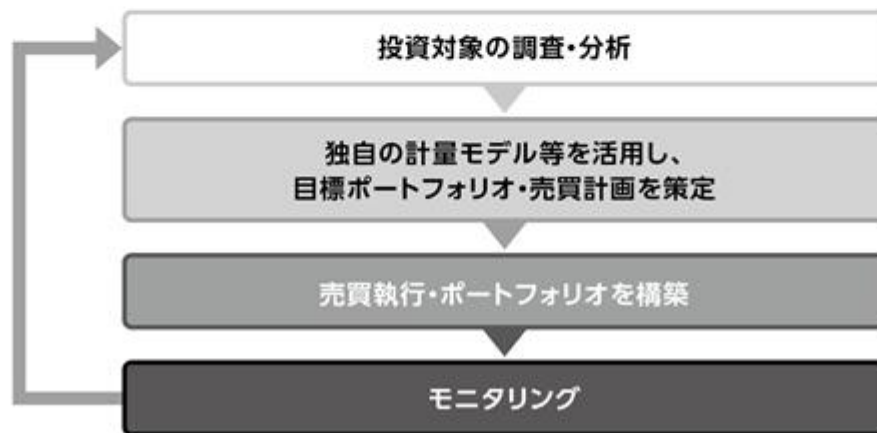 投資対象の調査・分析
独自の計量モデル等を活用し、
目標ポートフォリオ・売買計画を策定
売買執行・ポートフォリオを構築
モニタリング